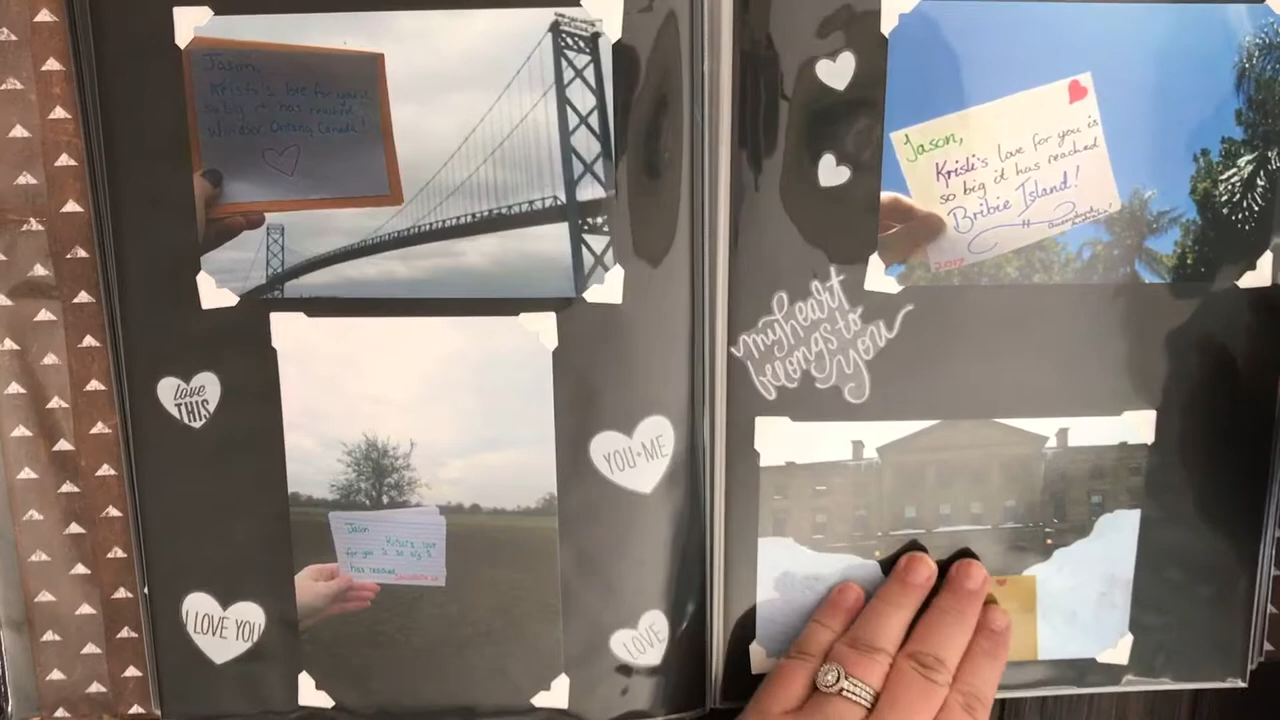 Jason,
Kristi's love for you is
so big it has reached
Windsor, Ontario, Canada!
love
THIS
YOU+ME
Jason
Kristi's love
for you is so big it
has reached
I LOVE YOU
LOVE
Jason,
Kristi's love for you is
so big it has reached
Bribie Island!
Queensland,
Australia!
2017
my heart
belongs to
you